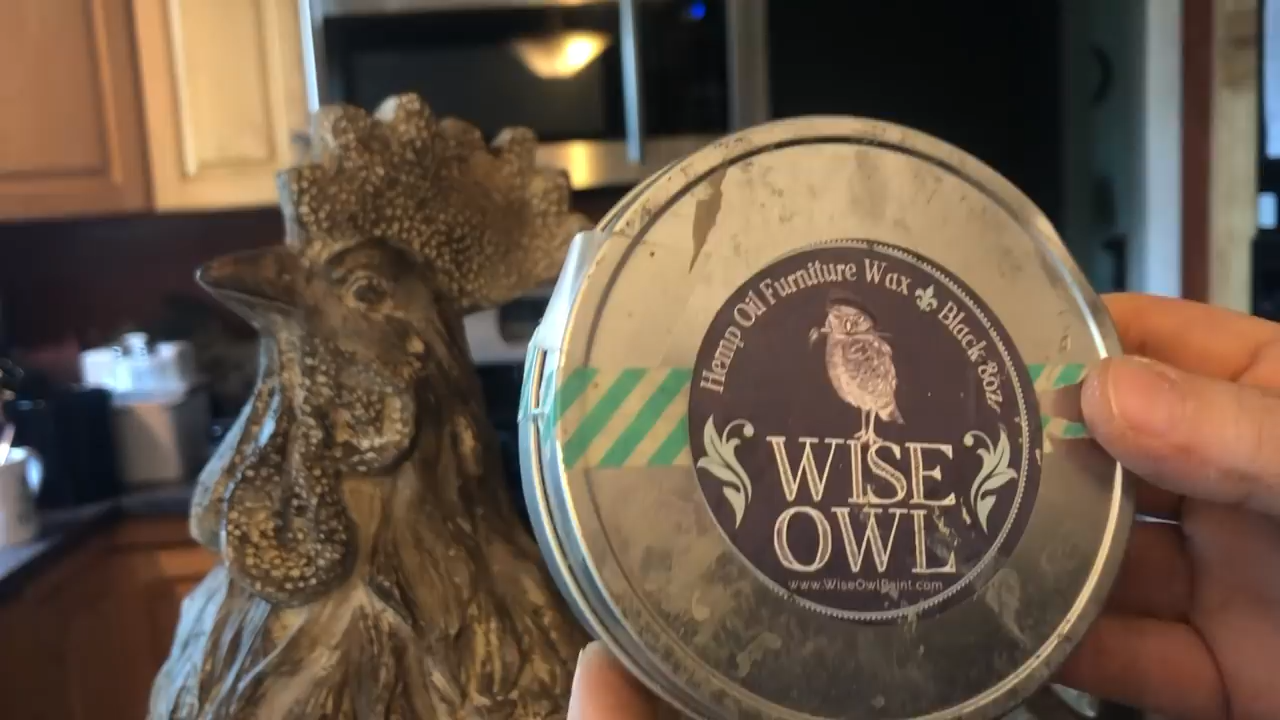 Hemp Oil Furniture Wax ⚜ Black 8oz
WISE
OWL
www.WiseOwlPaint.com